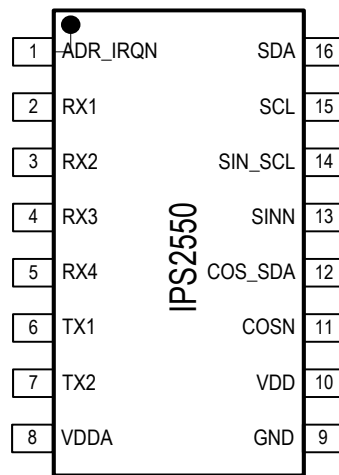 1 ADR_IRQN SDA 16
2 RX1 SCL 15
3 RX2 SIN_SCL 14
4 RX3 SINN 13
5 RX4 COS_SDA 12
6 TX1 COSN 11
7 TX2 VDD 10
8 VDDA GND 9
IPS2550